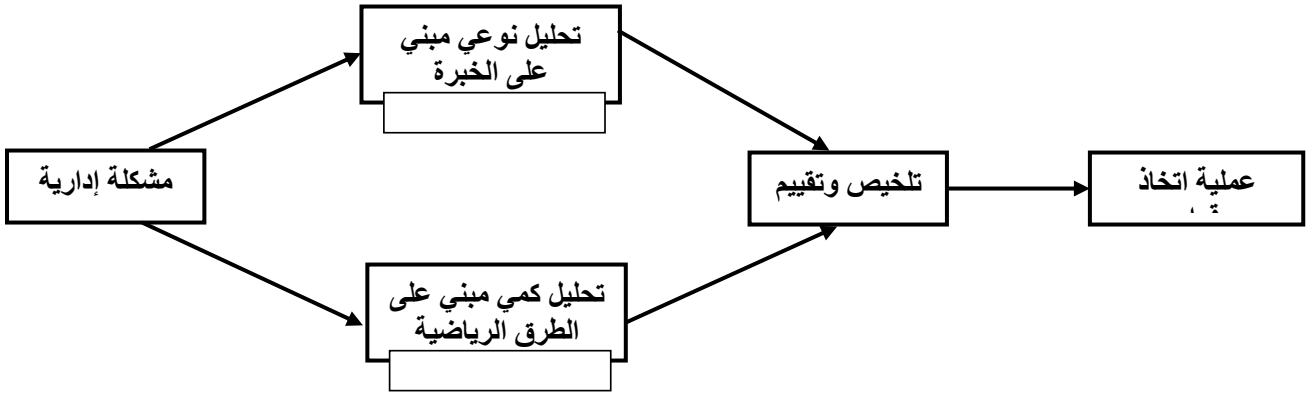 تحليل نوعي مبني
على الخبرة
مشكلة إدارية
تلخيص وتقييم
عملية اتخاذ
تحليل كمي مبني على
الطرق الرياضية